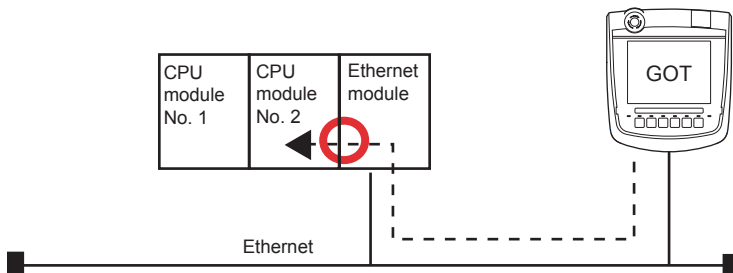 CPU
module
No. 1
CPU
module
No. 2
Ethernet
module
GOT
Ethernet